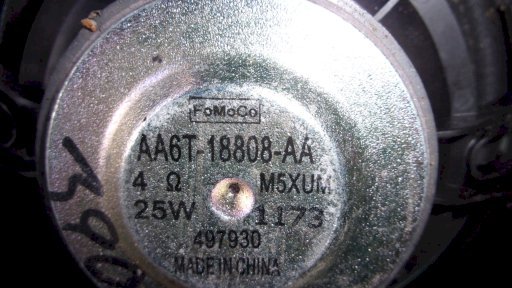 FoMoCo
AA6T-18808-AA
4 Ω M5XUM
25W 1173
497930
MADE IN CHINA